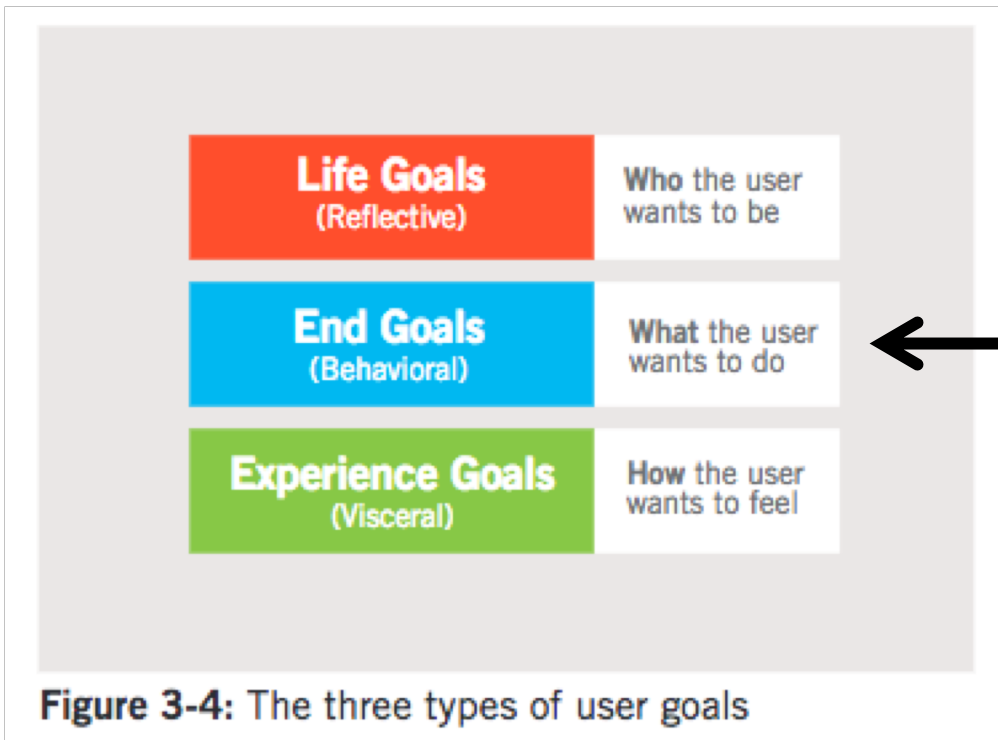 Life Goals
(Reflective)
Who the user
wants to be
End Goals
(Behavioral)
What the user
wants to do
Experience Goals
(Visceral)
How the user
wants to feel
Figure 3-4: The three types of user goals